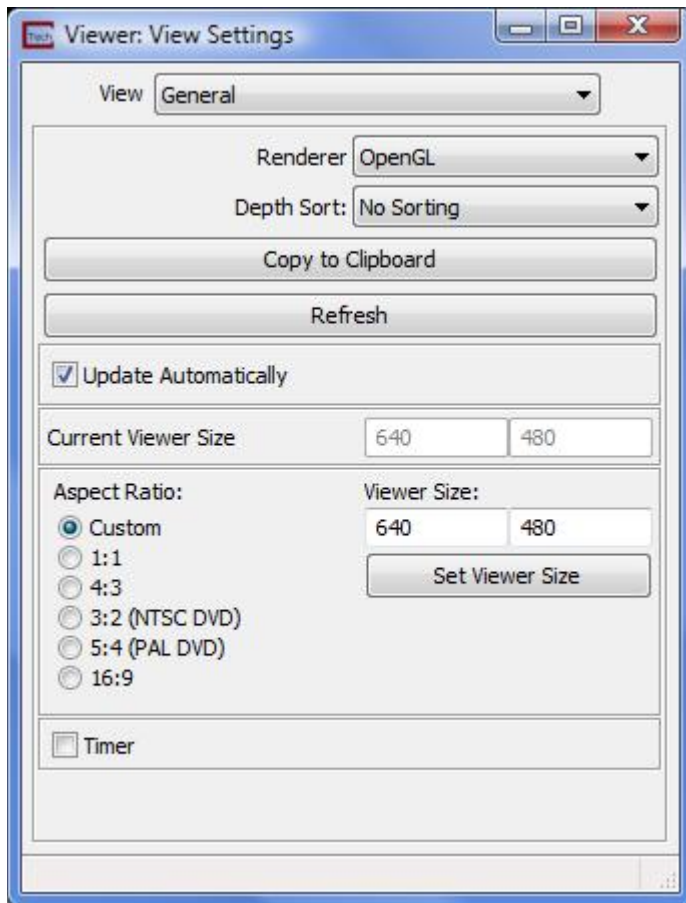 Tech Viewer: View Settings
View General
Renderer OpenGL
Depth Sort: No Sorting
Copy to Clipboard
Refresh
Update Automatically
Current Viewer Size 640 480
Aspect Ratio: Viewer Size:
Custom 640 480
1:1
Set Viewer Size
4:3
3:2 (NTSC DVD)
5:4 (PAL DVD)
16:9
Timer